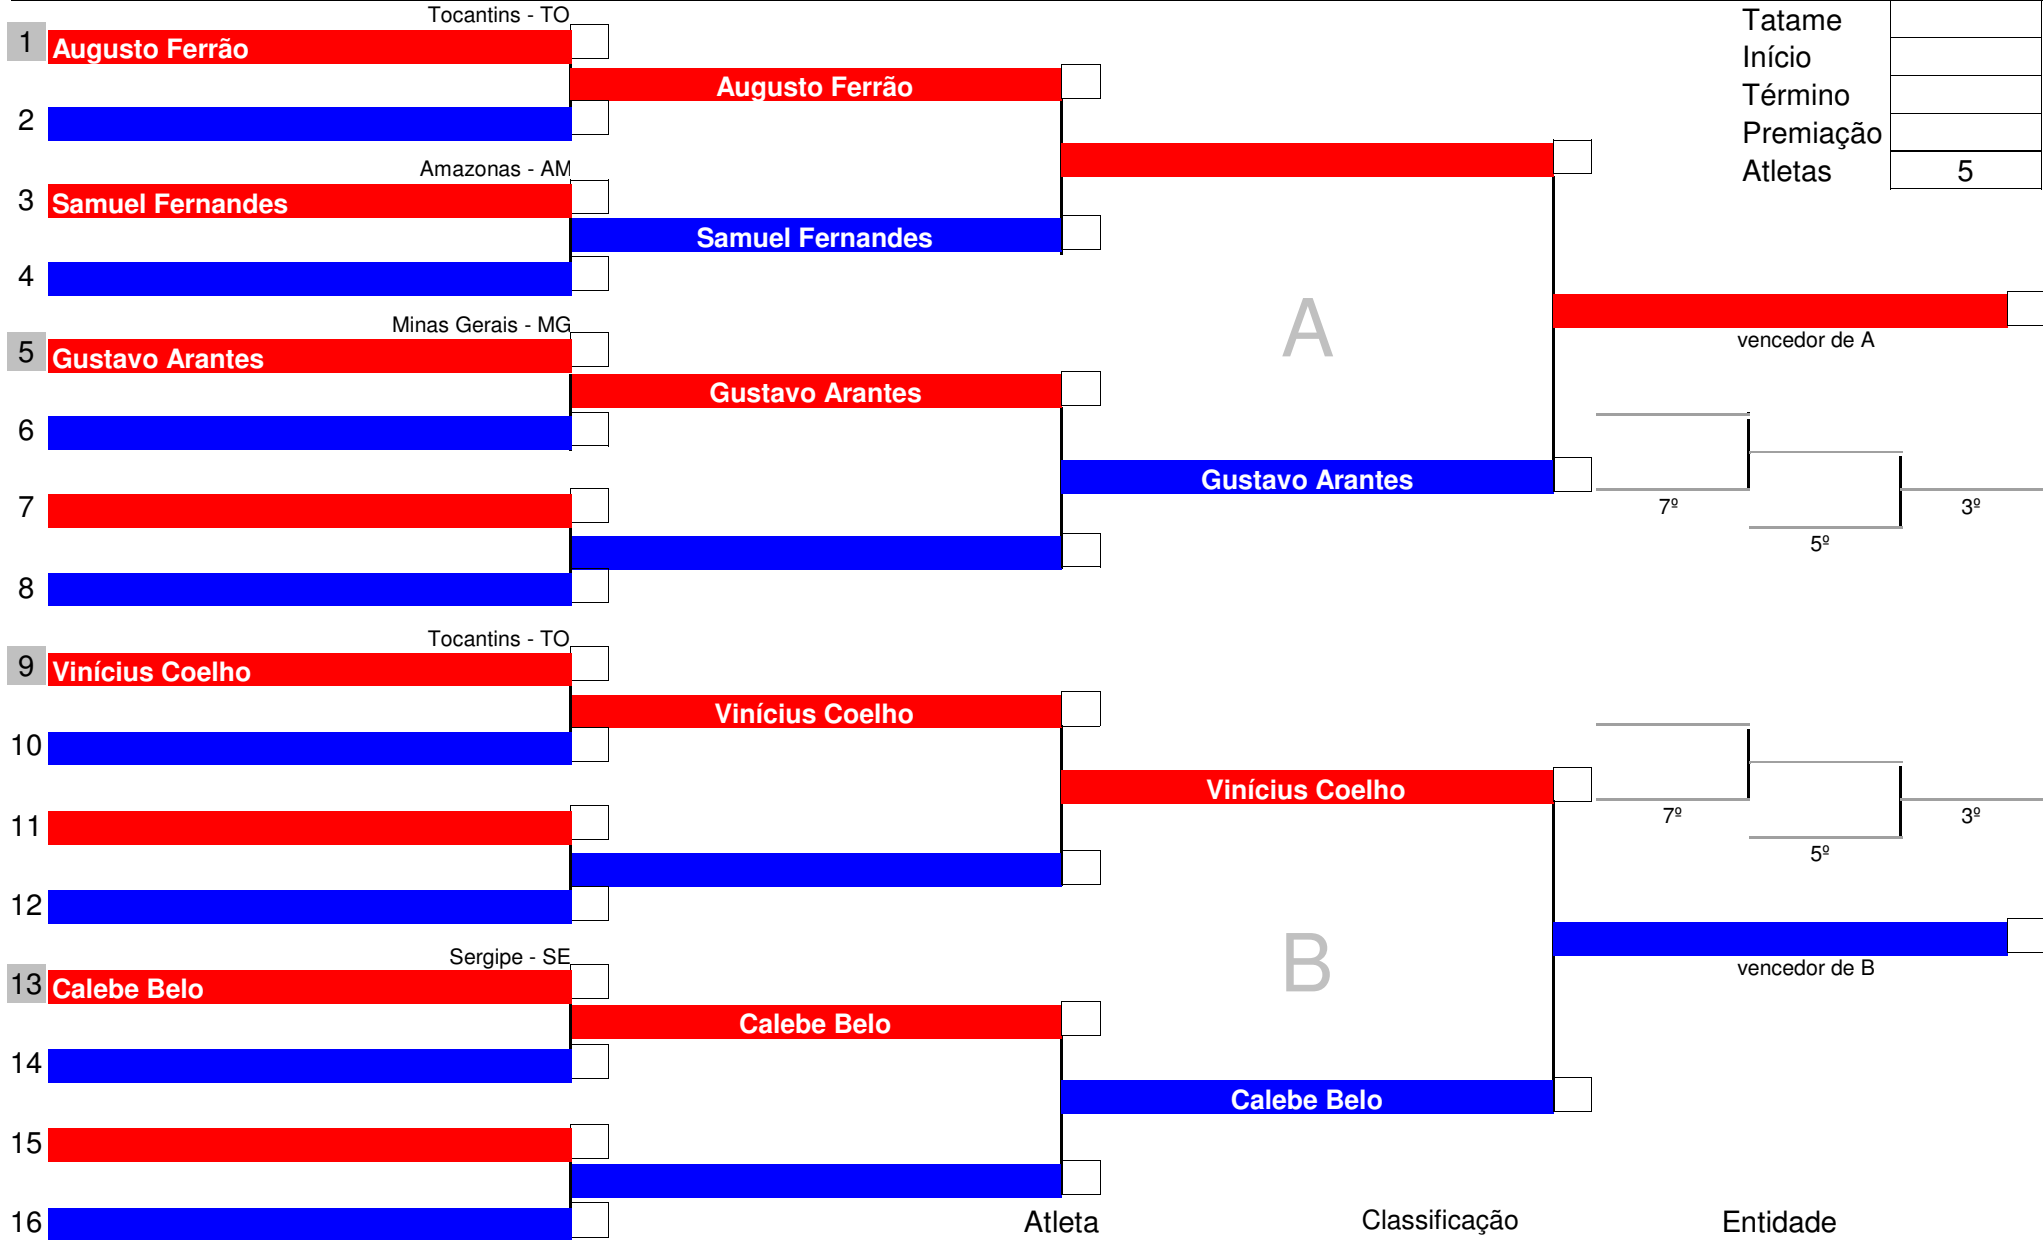 Tocantins - TO
1 Augusto Ferrão
Augusto Ferrão
2
Amazonas - AM
3 Samuel Fernandes
Samuel Fernandes
4
Minas Gerais - MG
5 Gustavo Arantes
Gustavo Arantes
6
7
8
Gustavo Arantes
A
Tatame
Início
Término
Premiação
Atletas 5
vencedor de A
7º
5º
3º
Tocantins - TO
9 Vinícius Coelho
Vinícius Coelho
10
11
12
Vinícius Coelho
Sergipe - SE
13 Calebe Belo
Calebe Belo
14
15
16
Calebe Belo
B
7º
5º
3º
vencedor de B
Atleta Classificação Entidade